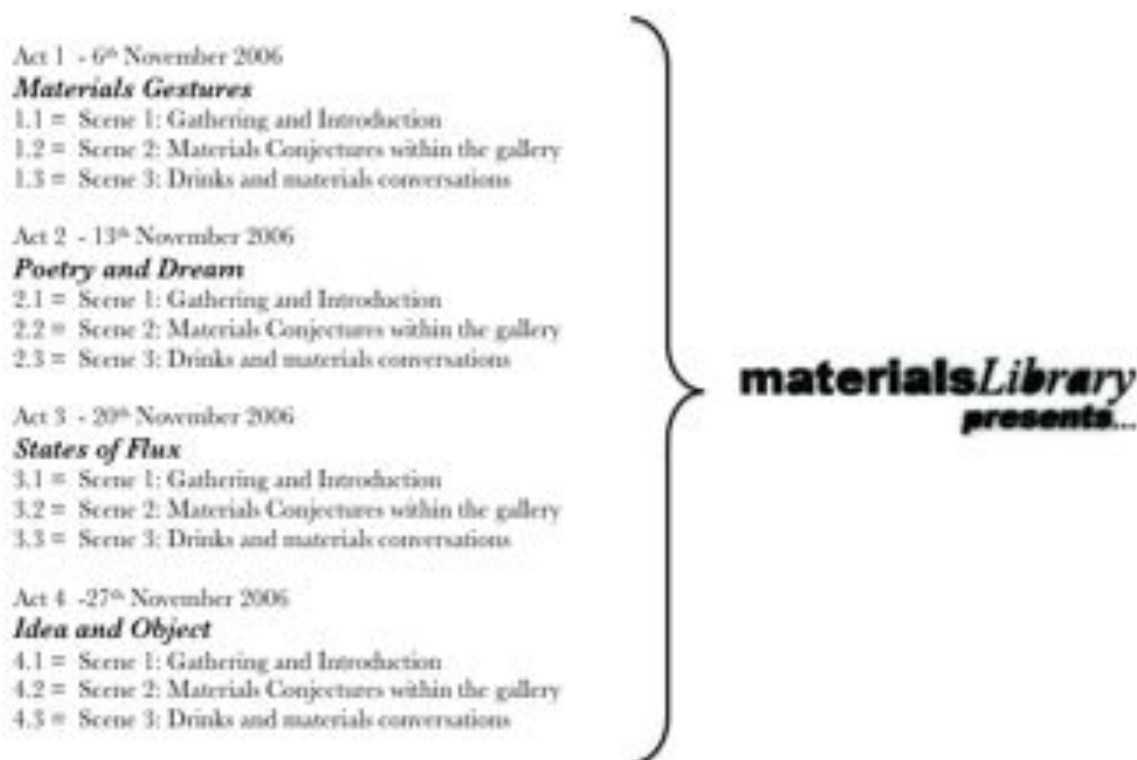 Act 1 - 6th November 2006
Materials Gestures
1.1 = Scene 1: Gathering and Introduction
1.2 = Scene 2: Materials Conjectures within the gallery
1.3 = Scene 3: Drinks and materials conversations
Act 2 - 13th November 2006
Poetry and Dream
2.1 = Scene 1: Gathering and Introduction
2.2 = Scene 2: Materials Conjectures within the gallery
2.3 = Scene 3: Drinks and materials conversations
Act 3 - 20th November 2006
States of Flux
3.1 = Scene 1: Gathering and Introduction
3.2 = Scene 2: Materials Conjectures within the gallery
3.3 = Scene 3: Drinks and materials conversations
Act 4 -27th November 2006
Idea and Object
4.1 = Scene 1: Gathering and Introduction
4.2 = Scene 2: Materials Conjectures within the gallery
4.3 = Scene 3: Drinks and materials conversations
materialsLibrary
presents...